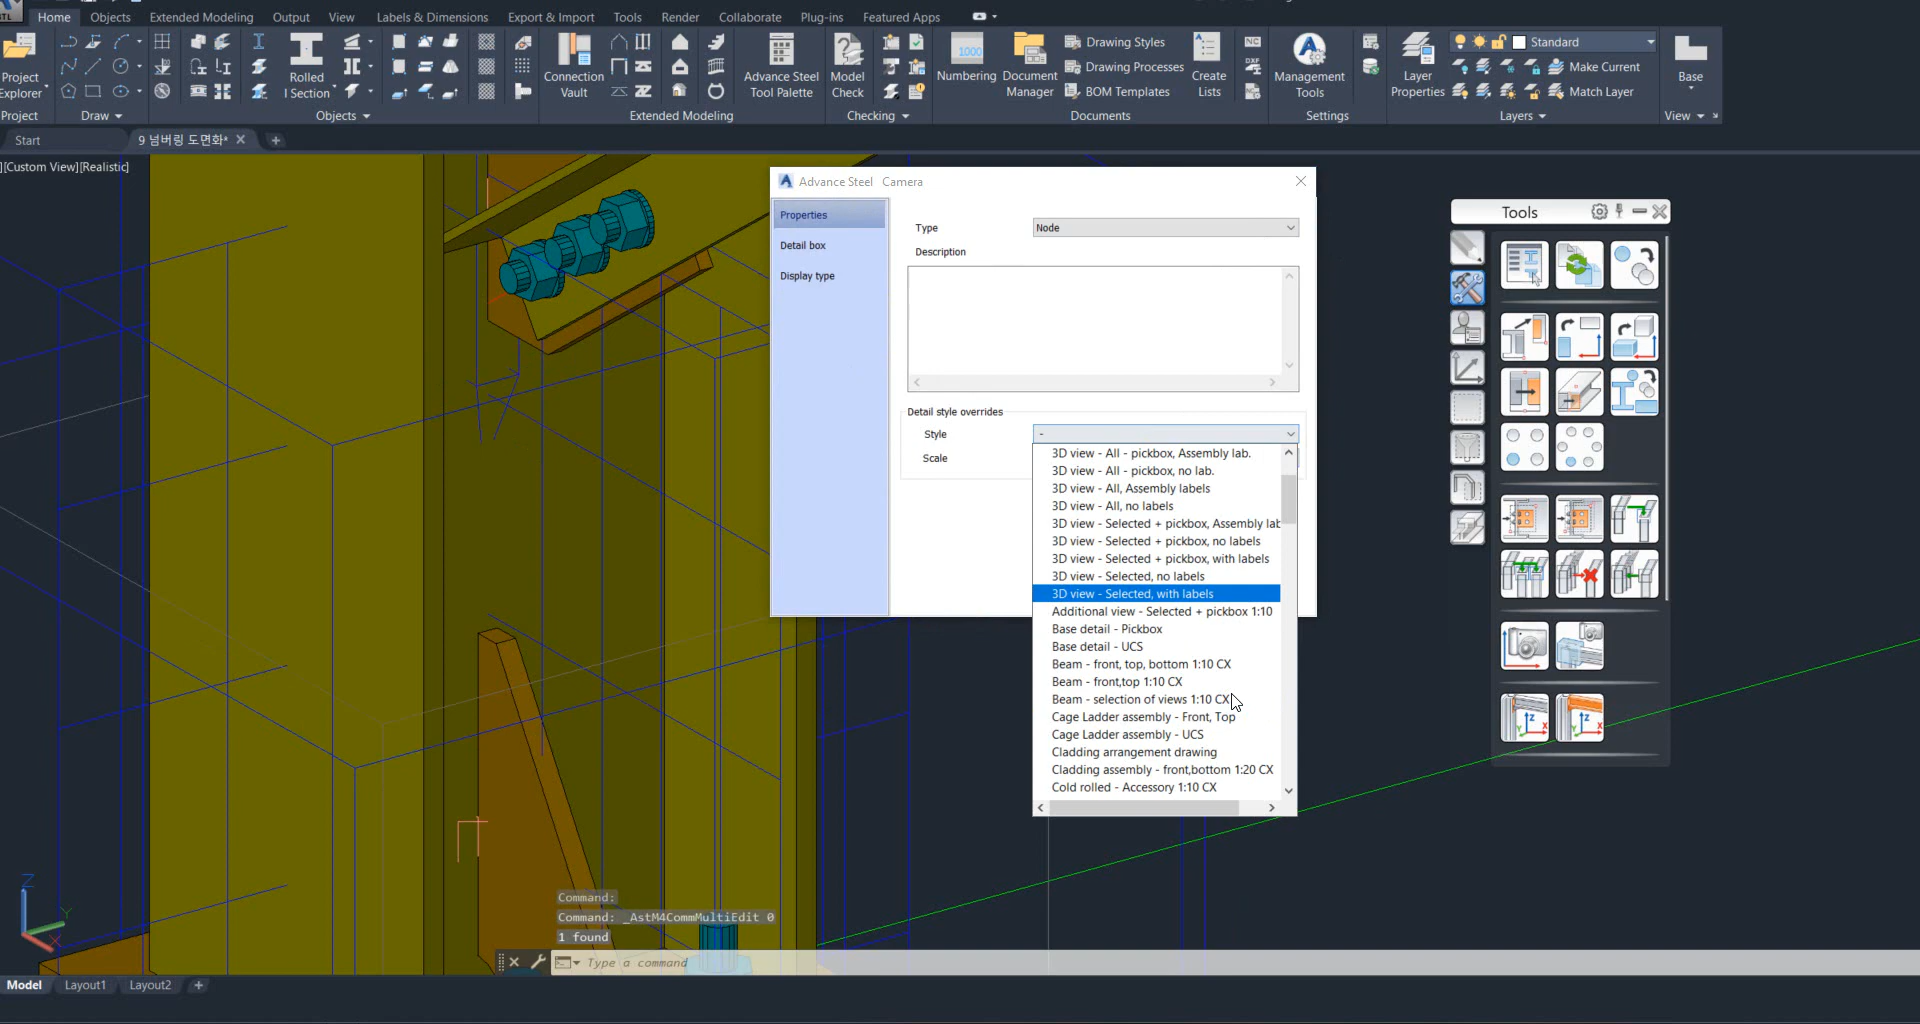 Home Objects Extended Modeling Output View Labels & Dimensions Export & Import Tools Render Collaborate Plug-ins Featured Apps
Project Explorer
Rolled I Section
Connection Vault
Advance Steel Tool Palette
Model Check
1000
Numbering
Document Manager
Drawing Styles
Drawing Processes
BOM Templates
Create Lists
NC
DXF
Management Tools
Layer Properties
Standard
Make Current
Match Layer
Base
Project Draw Objects Extended Modeling Checking Documents Settings Layers View
Start 9 넘버링 도면화*
][Custom View][Realistic]
Advance Steel Camera
Properties
Detail box
Display type
Type Node
Description
Detail style overrides
Style -
Scale
3D view - All - pickbox, Assembly lab.
3D view - All - pickbox, no lab.
3D view - All, Assembly labels
3D view - All, no labels
3D view - Selected + pickbox, Assembly lab
3D view - Selected + pickbox, no labels
3D view - Selected + pickbox, with labels
3D view - Selected, no labels
3D view - Selected, with labels
Additional view - Selected + pickbox 1:10
Base detail - Pickbox
Base detail - UCS
Beam - front, top, bottom 1:10 CX
Beam - front,top 1:10 CX
Beam - selection of views 1:10 CX
Cage Ladder assembly - Front, Top
Cage Ladder assembly - UCS
Cladding arrangement drawing
Cladding assembly - front,bottom 1:20 CX
Cold rolled - Accessory 1:10 CX
Tools
Z
Y
X
Command:
Command: _AstM4CommMultiEdit 0
1 found
Type a command
Model Layout1 Layout2